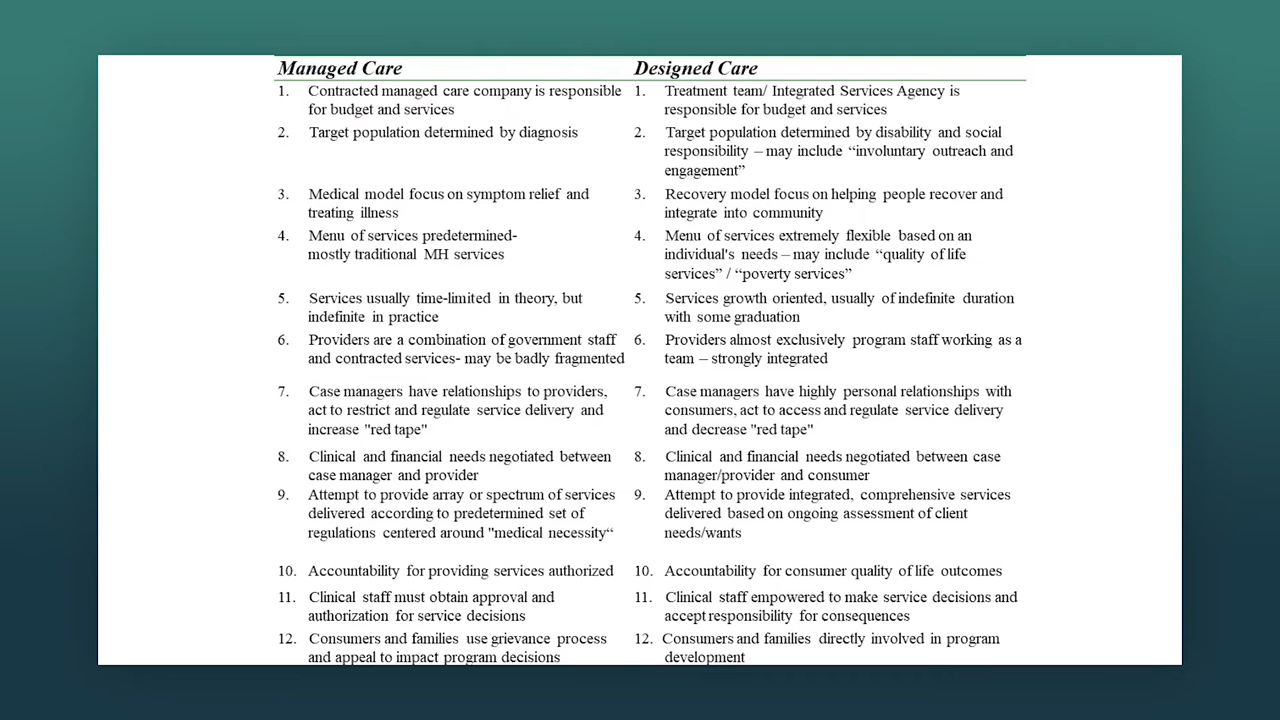 Managed Care
1. Contracted managed care company is responsible
for budget and services
2. Target population determined by diagnosis
3. Medical model focus on symptom relief and
treating illness
4. Menu of services predetermined-
mostly traditional MH services
5. Services usually time-limited in theory, but
indefinite in practice
6. Providers are a combination of government staff
and contracted services- may be badly fragmented
7. Case managers have relationships to providers,
act to restrict and regulate service delivery and
increase "red tape"
8. Clinical and financial needs negotiated between
case manager and provider
9. Attempt to provide array or spectrum of services
delivered according to predetermined set of
regulations centered around "medical necessity“
10. Accountability for providing services authorized
11. Clinical staff must obtain approval and
authorization for service decisions
12. Consumers and families use grievance process
and appeal to impact program decisions
Designed Care
1. Treatment team/ Integrated Services Agency is
responsible for budget and services
2. Target population determined by disability and social
responsibility – may include “involuntary outreach and
engagement”
3. Recovery model focus on helping people recover and
integrate into community
4. Menu of services extremely flexible based on an
individual's needs – may include “quality of life
services” / “poverty services”
5. Services growth oriented, usually of indefinite duration
with some graduation
6. Providers almost exclusively program staff working as a
team – strongly integrated
7. Case managers have highly personal relationships with
consumers, act to access and regulate service delivery
and decrease "red tape"
8. Clinical and financial needs negotiated between case
manager/provider and consumer
9. Attempt to provide integrated, comprehensive services
delivered based on ongoing assessment of client
needs/wants
10. Accountability for consumer quality of life outcomes
11. Clinical staff empowered to make service decisions and
accept responsibility for consequences
12. Consumers and families directly involved in program
development